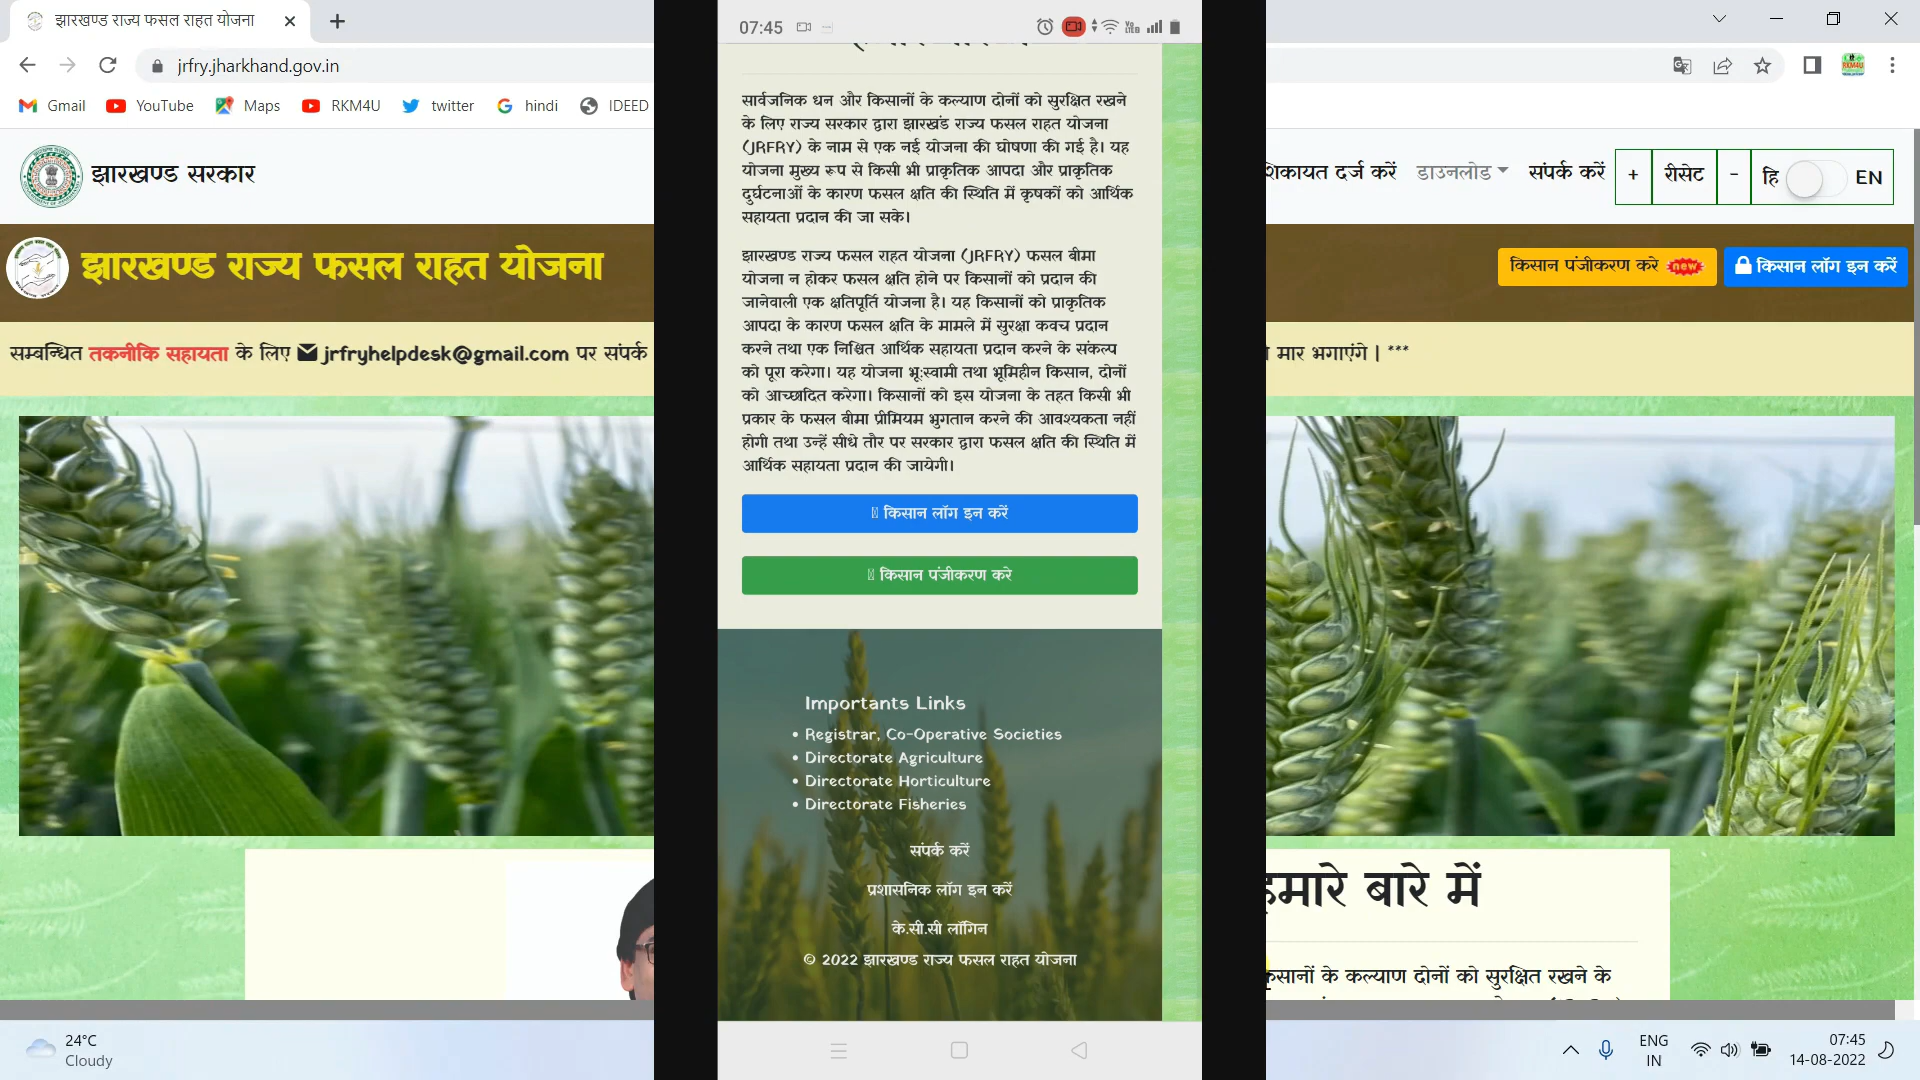 झारखण्ड राज्य फसल राहत योजना
jrfry.jharkhand.gov.in
Gmail YouTube Maps RKM4U twitter hindi IDEED
झारखण्ड सरकार
शिकायत दर्ज करें डाउनलोड संपर्क करें + रीसेट - हि EN
झारखण्ड राज्य फसल राहत योजना
किसान पंजीकरण करे new किसान लॉग इन करें
सम्बन्धित तकनीकि सहायता के लिए jrfryhelpdesk@gmail.com पर संपर्क
मार भगाएंगे | ***
हमारे बारे में
किसानों के कल्याण दोनों को सुरक्षित रखने के
07:45
सार्वजनिक धन और किसानों के कल्याण दोनों को सुरक्षित रखने
के लिए राज्य सरकार द्वारा झारखंड राज्य फसल राहत योजना
(JRFRY) के नाम से एक नई योजना की घोषणा की गई है। यह
योजना मुख्य रूप से किसी भी प्राकृतिक आपदा और प्राकृतिक
दुर्घटनाओं के कारण फसल क्षति की स्थिति में कृषकों को आर्थिक
सहायता प्रदान की जा सके।
झारखण्ड राज्य फसल राहत योजना (JRFRY) फसल बीमा
योजना न होकर फसल क्षति होने पर किसानों को प्रदान की
जानेवाली एक क्षतिपूर्ति योजना है। यह किसानों को प्राकृतिक
आपदा के कारण फसल क्षति के मामले में सुरक्षा कवच प्रदान
करने तथा एक निश्चित आर्थिक सहायता प्रदान करने के संकल्प
को पूरा करेगा। यह योजना भू:स्वामी तथा भूमिहीन किसान, दोनों
को आच्छादित करेगा। किसानों को इस योजना के तहत किसी भी
प्रकार के फसल बीमा प्रीमियम भुगतान करने की आवश्यकता नहीं
होगी तथा उन्हें सीधे तौर पर सरकार द्वारा फसल क्षति की स्थिति में
आर्थिक सहायता प्रदान की जायेगी।
किसान लॉग इन करें
किसान पंजीकरण करे
Importants Links
• Registrar, Co-Operative Societies
• Directorate Agriculture
• Directorate Horticulture
• Directorate Fisheries
संपर्क करें
प्रशासनिक लॉग इन करें
के.सी.सी लॉगिन
© 2022 झारखण्ड राज्य फसल राहत योजना
24°C
Cloudy
ENG
IN
07:45
14-08-2022